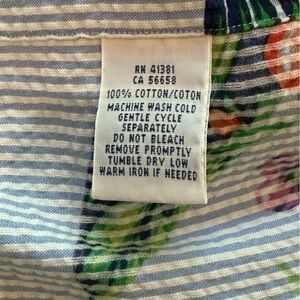 RN 41381
CA 56658
100% COTTON/COTON
MACHINE WASH COLD
GENTLE CYCLE
SEPARATELY
DO NOT BLEACH
REMOVE PROMPTLY
TUMBLE DRY LOW
WARM IRON IF NEEDED